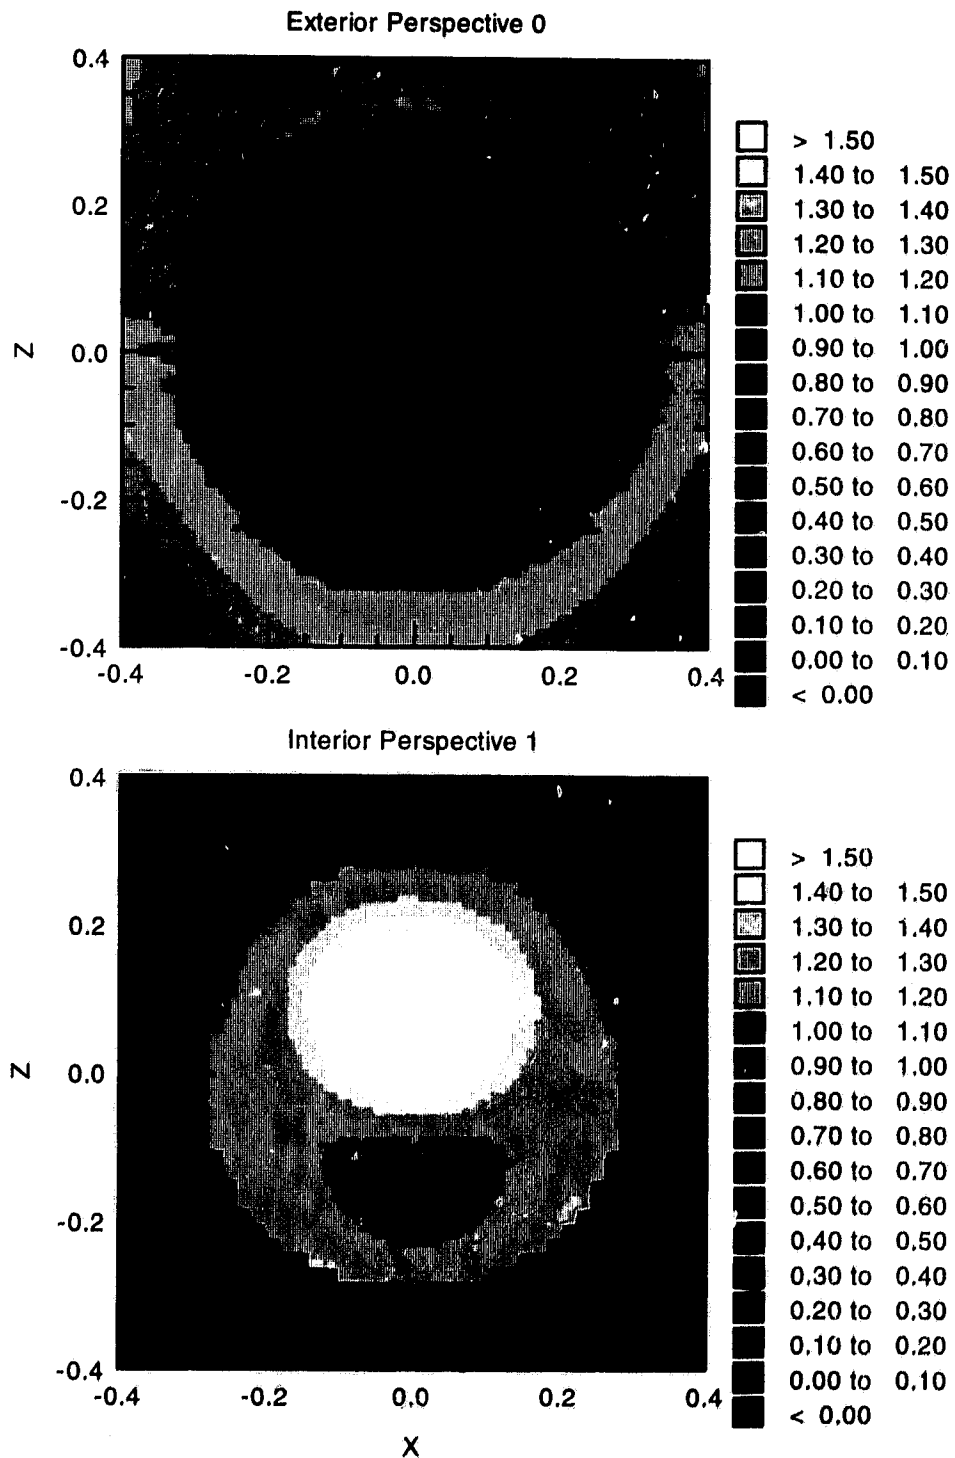 Exterior Perspective 0
0.4
0.2
0.0
-0.2
-0.4
Z
-0.4 -0.2 0.0 0.2 0.4
> 1.50
1.40 to 1.50
1.30 to 1.40
1.20 to 1.30
1.10 to 1.20
1.00 to 1.10
0.90 to 1.00
0.80 to 0.90
0.70 to 0.80
0.60 to 0.70
0.50 to 0.60
0.40 to 0.50
0.30 to 0.40
0.20 to 0.30
0.10 to 0.20
0.00 to 0.10
< 0.00
Interior Perspective 1
0.4
0.2
0.0
-0.2
-0.4
Z
-0.4 -0.2 0.0 0.2 0.4
X
> 1.50
1.40 to 1.50
1.30 to 1.40
1.20 to 1.30
1.10 to 1.20
1.00 to 1.10
0.90 to 1.00
0.80 to 0.90
0.70 to 0.80
0.60 to 0.70
0.50 to 0.60
0.40 to 0.50
0.30 to 0.40
0.20 to 0.30
0.10 to 0.20
0.00 to 0.10
< 0.00